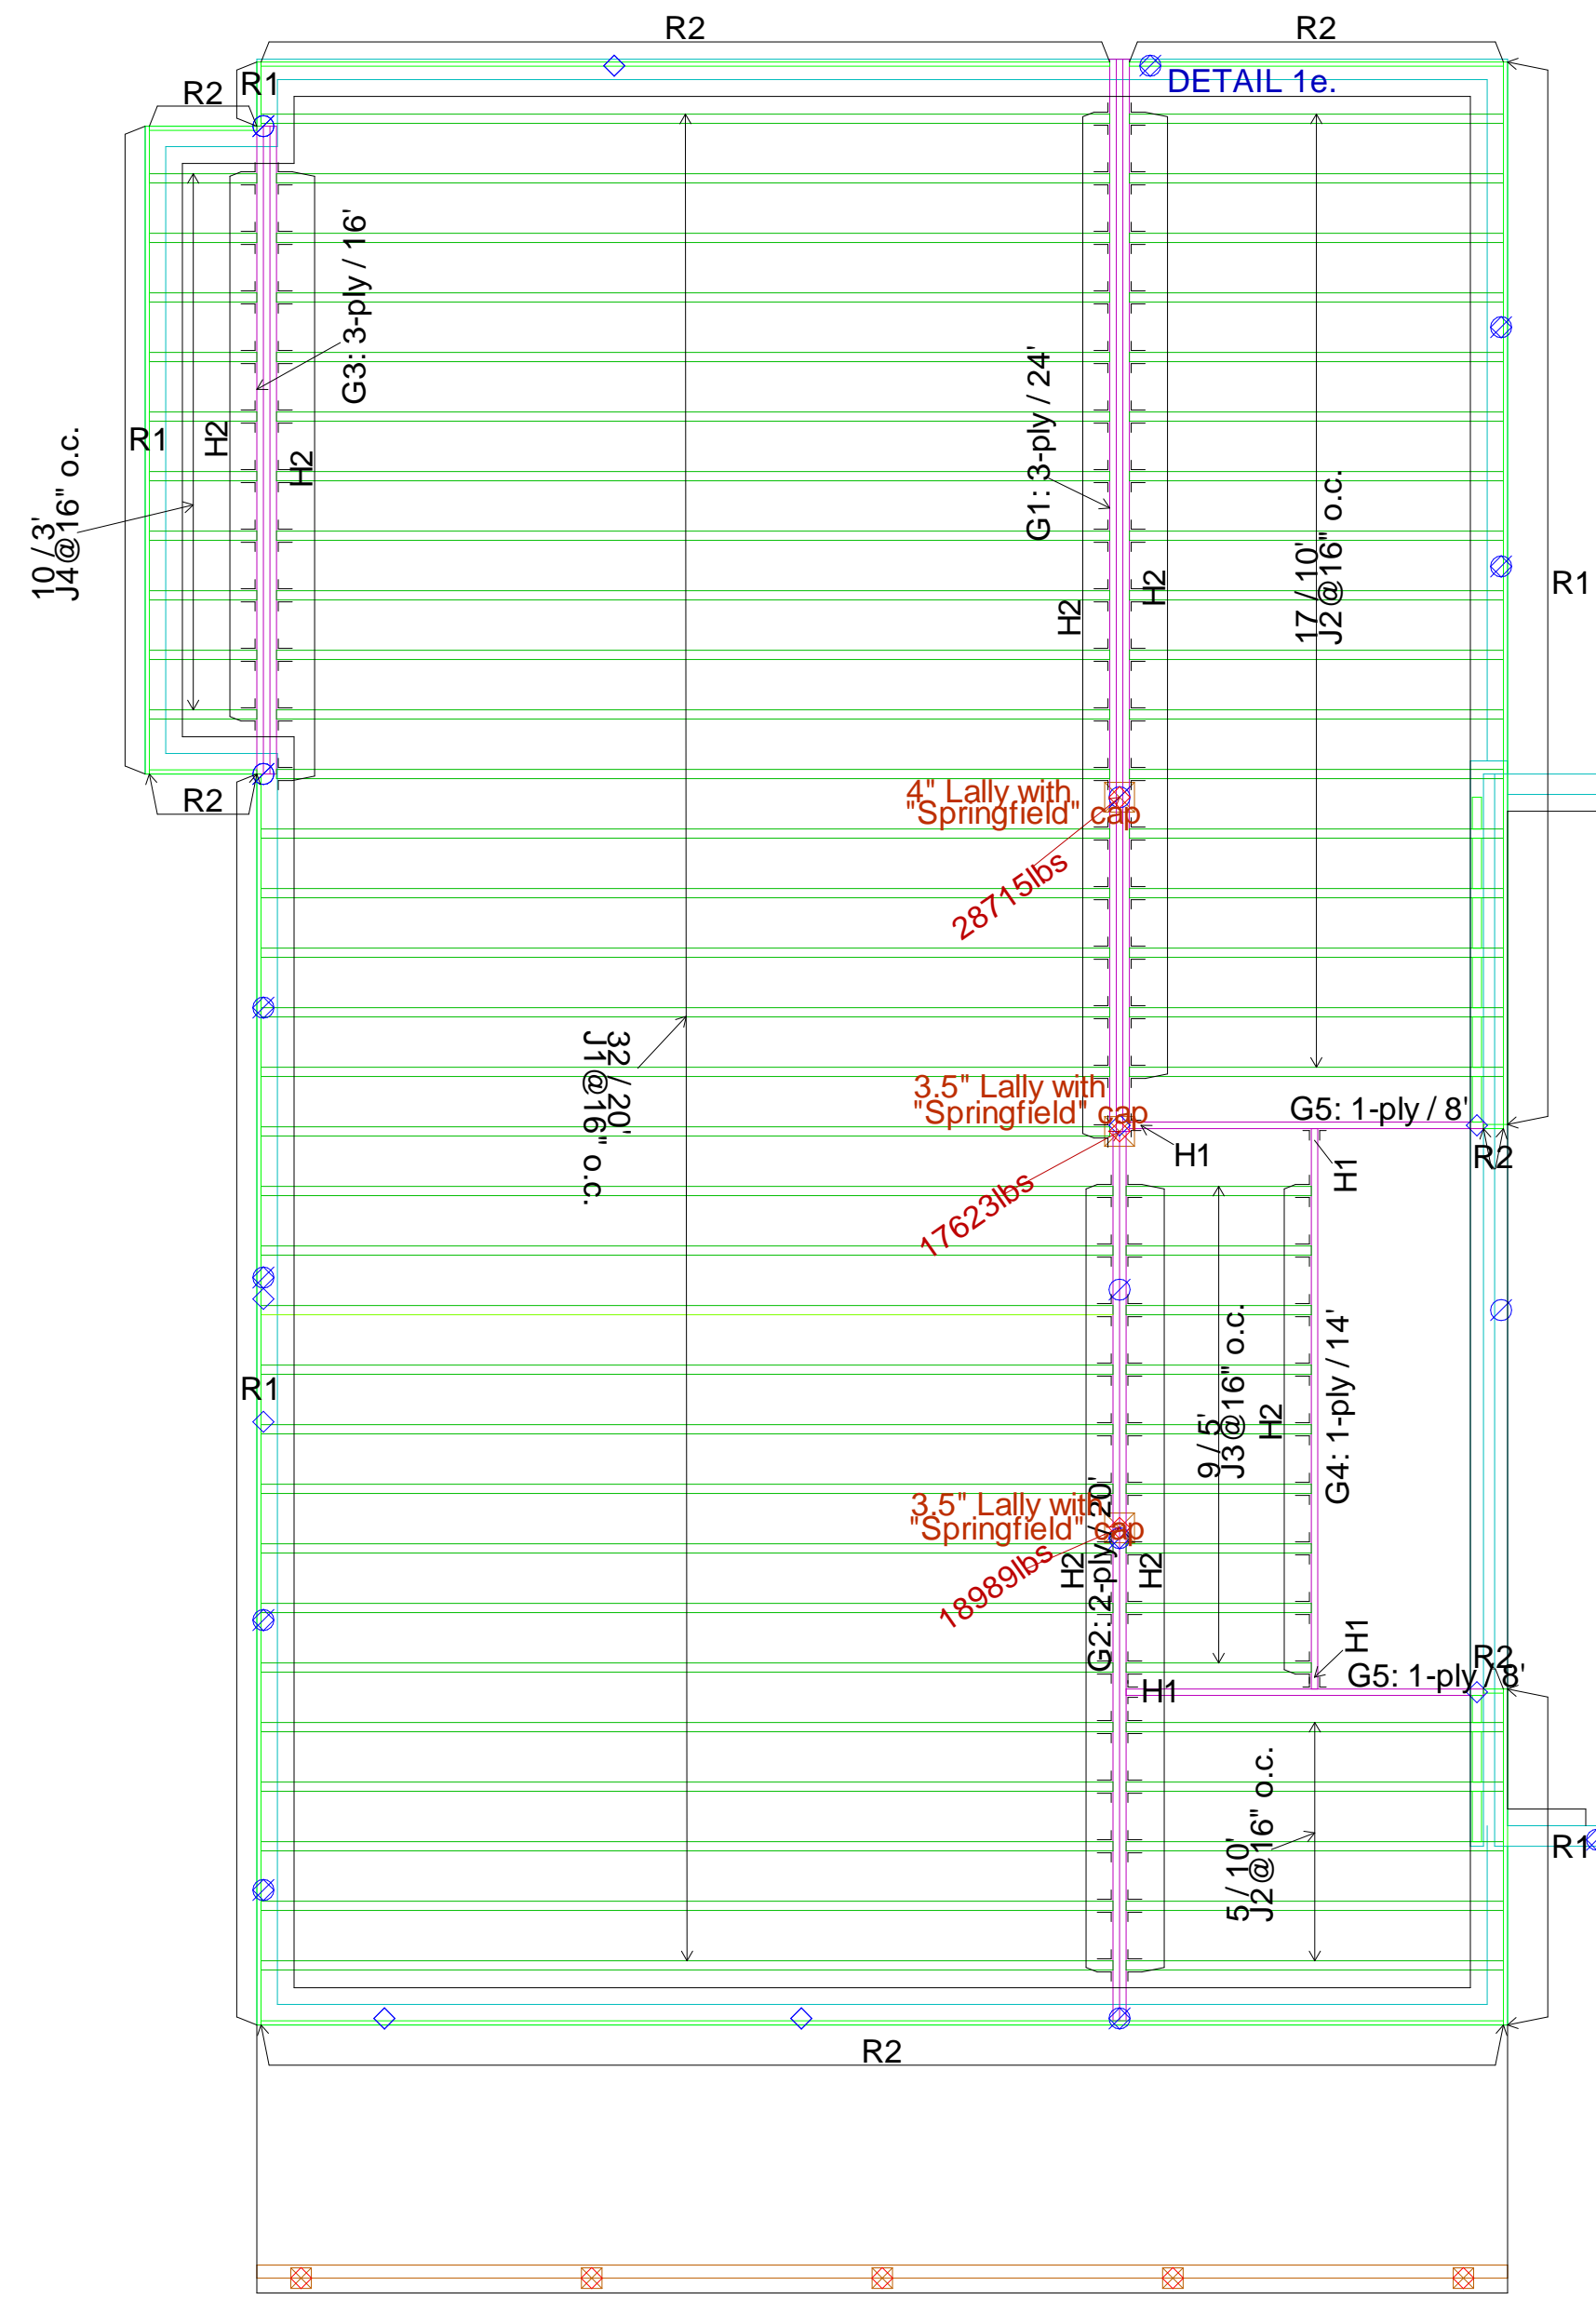 R2
R2
R1
R2
DETAIL 1e.
G3: 3-ply / 16'
G1: 3-ply / 24'
R1
H2
H2
10 / 3'
J4@16" o.c.
17 / 10'
J2@16" o.c.
H2
H2
R1
R2
4" Lally with
"Springfield" cap
28715lbs
32 / 20'
J1@16" o.c.
3.5" Lally with
"Springfield" cap
G5: 1-ply / 8'
H1
H1
R2
17623lbs
R1
9 / 5'
J3@16" o.c.
H2
G4: 1-ply / 14'
3.5" Lally with
"Springfield" cap
18989lbs
G2: 2-ply / 20'
H2
H2
H1
R2
G5: 1-ply / 8'
H1
5 / 10'
J2@16" o.c.
R1
R2